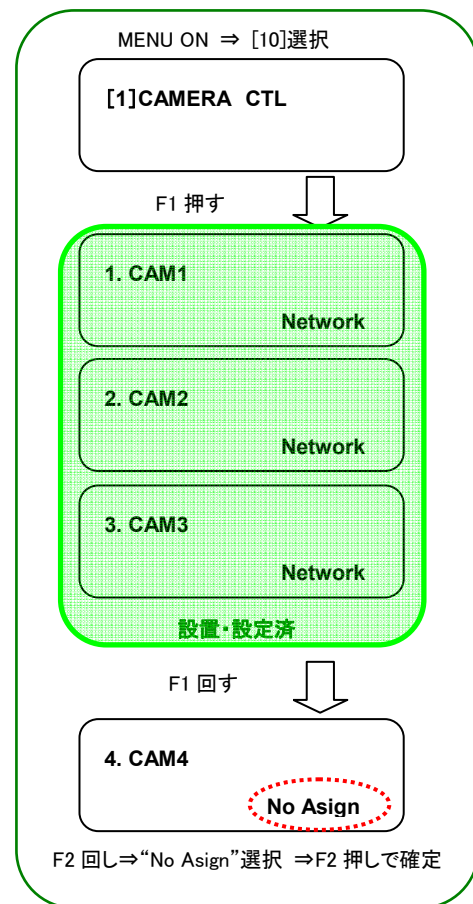 MENU ON ⇒ [10]選択
[1]CAMERA CTL
F1 押す
1. CAM1
Network
2. CAM2
Network
3. CAM3
Network
設置・設定済
F1 回す
4. CAM4
No Asign
F2 回し⇒“No Asign”選択 ⇒F2 押しで確定